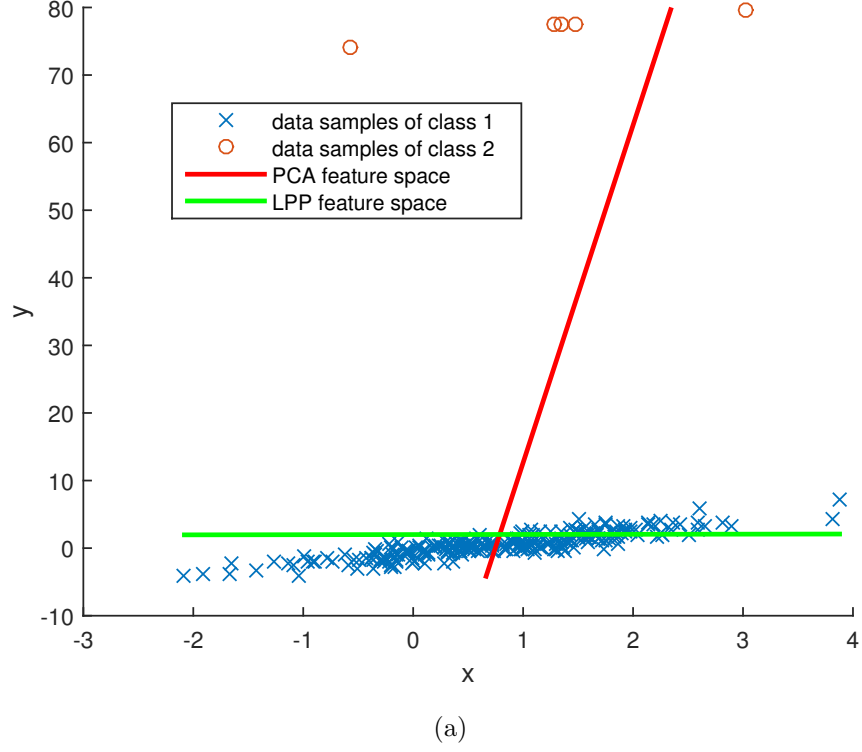 80
70
60
50
40
30
20
10
0
-10
y
data samples of class 1
data samples of class 2
PCA feature space
LPP feature space
-3 -2 -1 0 1 2 3 4
x
(a)